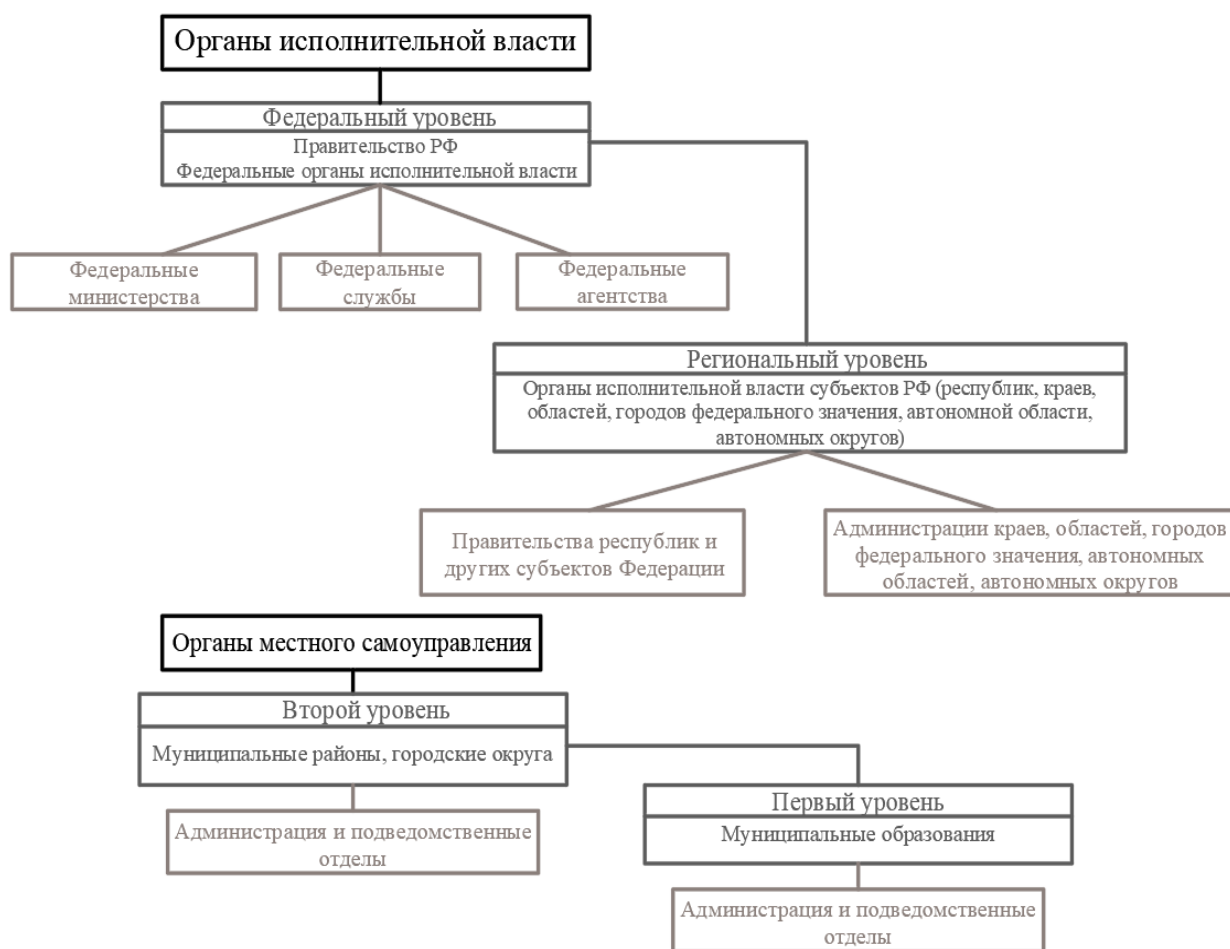 Органы исполнительной власти
Федеральный уровень
Правительство РФ
Федеральные органы исполнительной власти
Федеральные
министерства
Федеральные
службы
Федеральные
агентства
Региональный уровень
Органы исполнительной власти субъектов РФ (республик, краев,
областей, городов федерального значения, автономной области,
автономных округов)
Правительства республик и
других субъектов Федерации
Администрации краев, областей, городов
федерального значения, автономных
областей, автономных округов
Органы местного самоуправления
Второй уровень
Муниципальные районы, городские округа
Администрация и подведомственные
отделы
Первый уровень
Муниципальные образования
Администрация и подведомственные
отделы